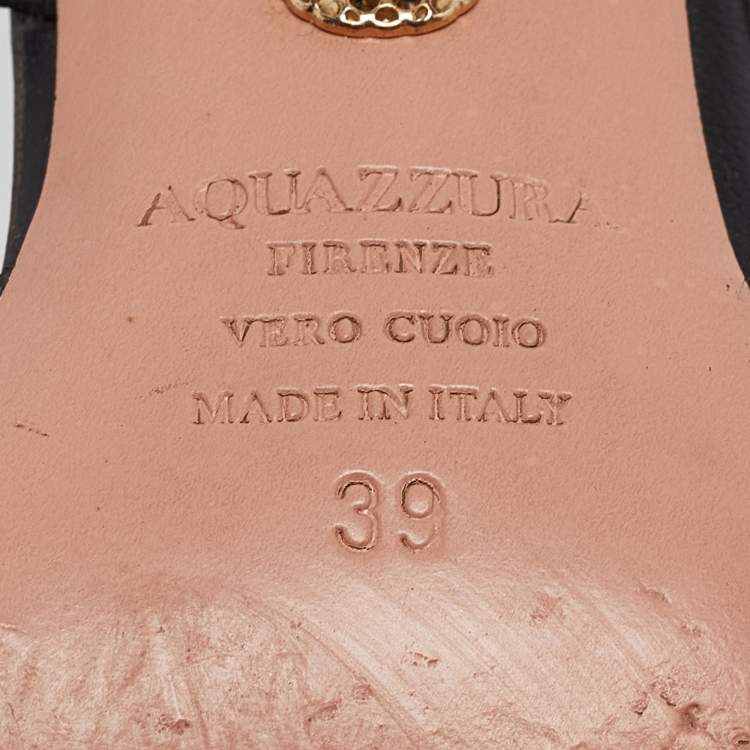 AQUAZZURA
FIRENZE
VERO CUOIO
MADE IN ITALY
39